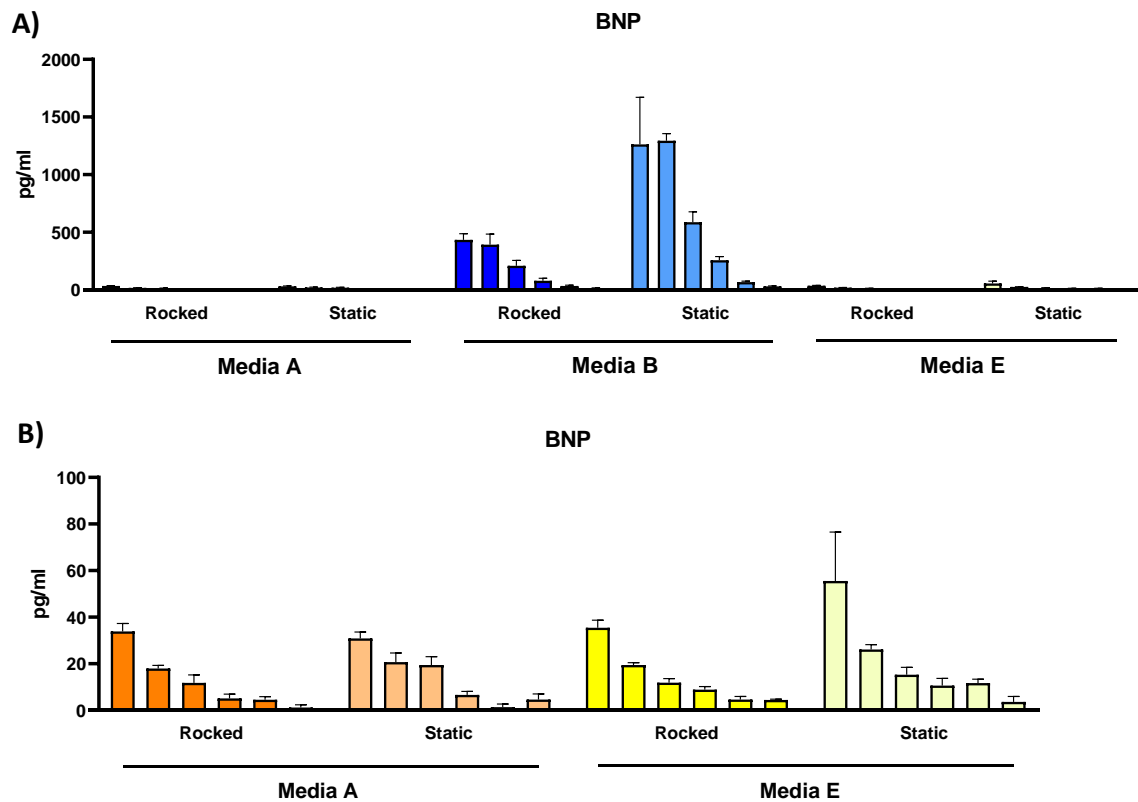 A)
BNP
2000
1500
1000
500
0
pg/ml
Rocked Static Rocked Static Rocked Static
Media A Media B Media E
B)
BNP
100
80
60
40
20
0
pg/ml
Rocked Static Rocked Static
Media A Media E